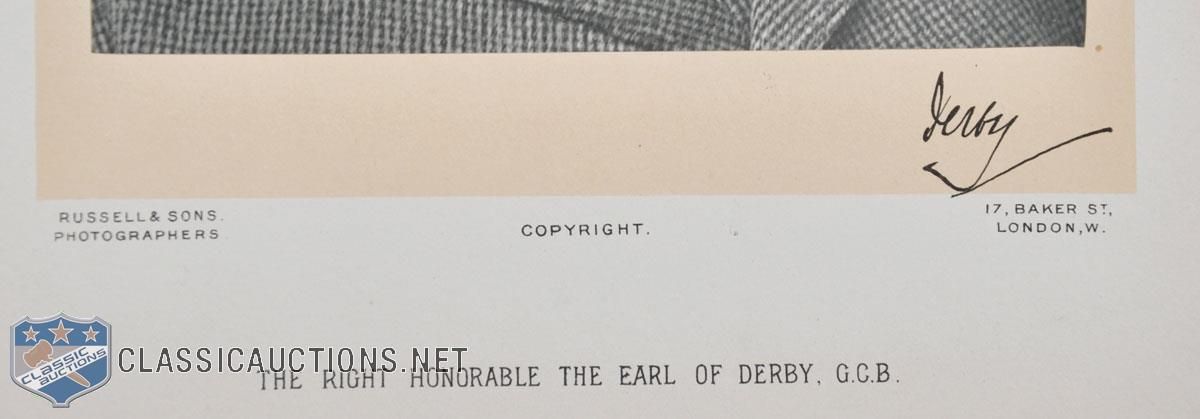 Derby
RUSSELL & SONS.
PHOTOGRAPHERS
COPYRIGHT.
17, BAKER ST,
LONDON, W.
CLASSIC
AUCTIONS
CLASSICAUCTIONS.NET
THE RIGHT HONORABLE THE EARL OF DERBY, G.C.B.